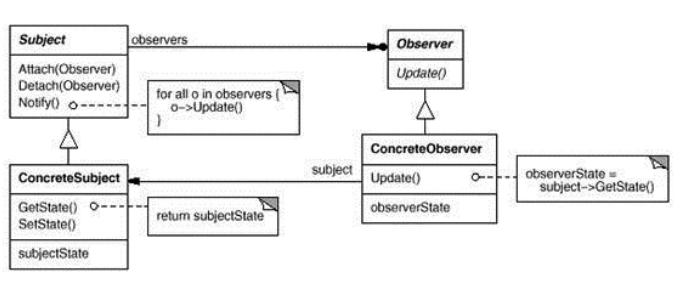 Subject
Attach(Observer)
Detach(Observer)
Notify()
observers
for all o in observers {
o->Update()
}
Observer
Update()
ConcreteSubject
GetState()
SetState()
subjectState
return subjectState
subject
ConcreteObserver
Update()
observerState
observerState =
subject->GetState()